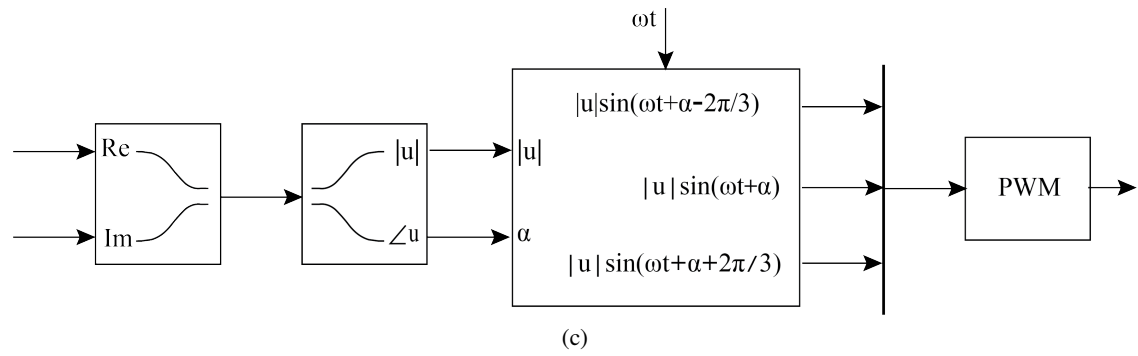 ωt
|u|sin(ωt+α-2π/3)
Re
|u|
|u|
|u|sin(ωt+α)
PWM
Im
∠u
α
|u|sin(ωt+α+2π/3)
(c)